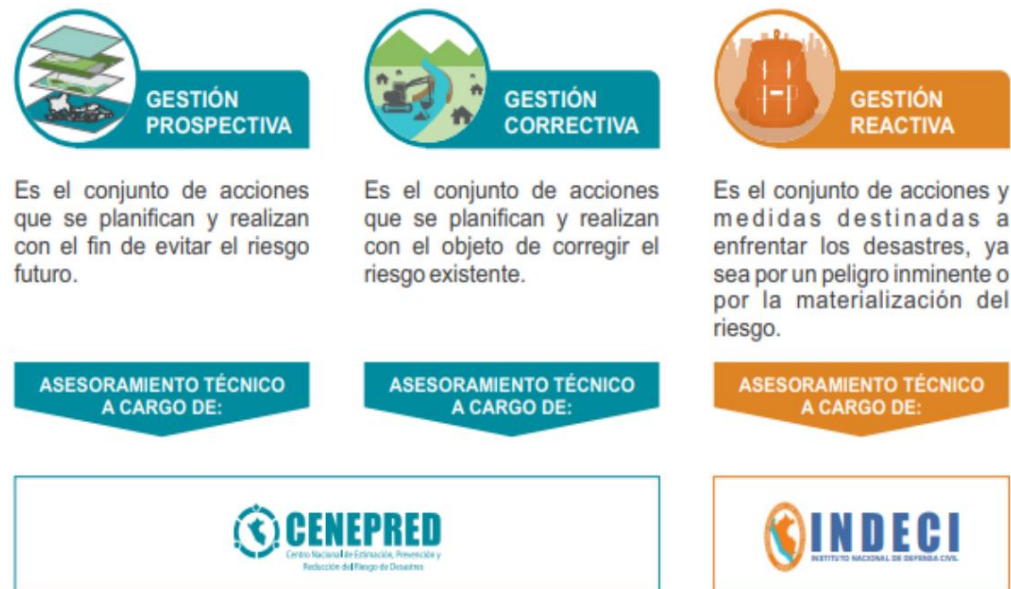 GESTIÓN
PROSPECTIVA
Es el conjunto de acciones
que se planifican y realizan
con el fin de evitar el riesgo
futuro.
ASESORAMIENTO TÉCNICO
A CARGO DE:
GESTIÓN
CORRECTIVA
Es el conjunto de acciones
que se planifican y realizan
con el objeto de corregir el
riesgo existente.
ASESORAMIENTO TÉCNICO
A CARGO DE:
CENEPRED
Centro Nacional de Estimación, Prevención y
Reducción del Riesgo de Desastres
GESTIÓN
REACTIVA
Es el conjunto de acciones y
medidas destinadas a
enfrentar los desastres, ya
sea por un peligro inminente o
por la materialización del
riesgo.
ASESORAMIENTO TÉCNICO
A CARGO DE:
INDECI
INSTITUTO NACIONAL DE DEFENSA CIVIL